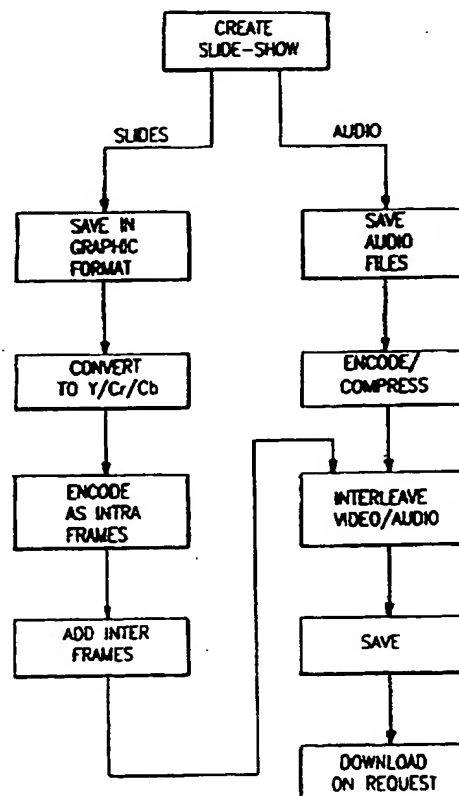 CREATE
SLIDE-SHOW
SLIDES
AUDIO
SAVE IN
GRAPHIC
FORMAT
SAVE
AUDIO
FILES
CONVERT
TO Y/Cr/Cb
ENCODE/
COMPRESS
ENCODE
AS INTRA
FRAMES
INTERLEAVE
VIDEO/AUDIO
ADD INTER
FRAMES
SAVE
DOWNLOAD
ON REQUEST